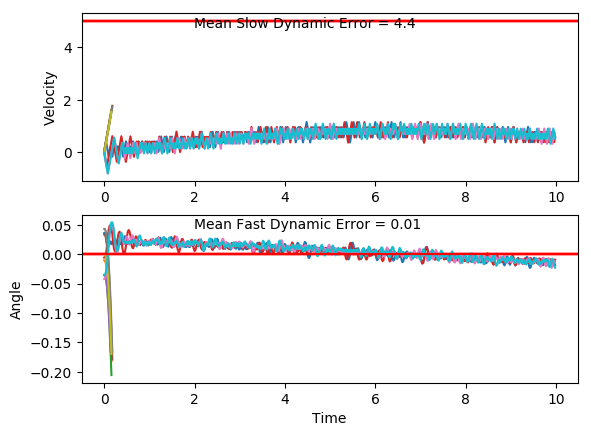 Mean Slow Dynamic Error = 4.4
4
2
0
Velocity
0 2 4 6 8 10
Mean Fast Dynamic Error = 0.01
0.05
0.00
−0.05
−0.10
−0.15
−0.20
Angle
0 2 4 6 8 10
Time